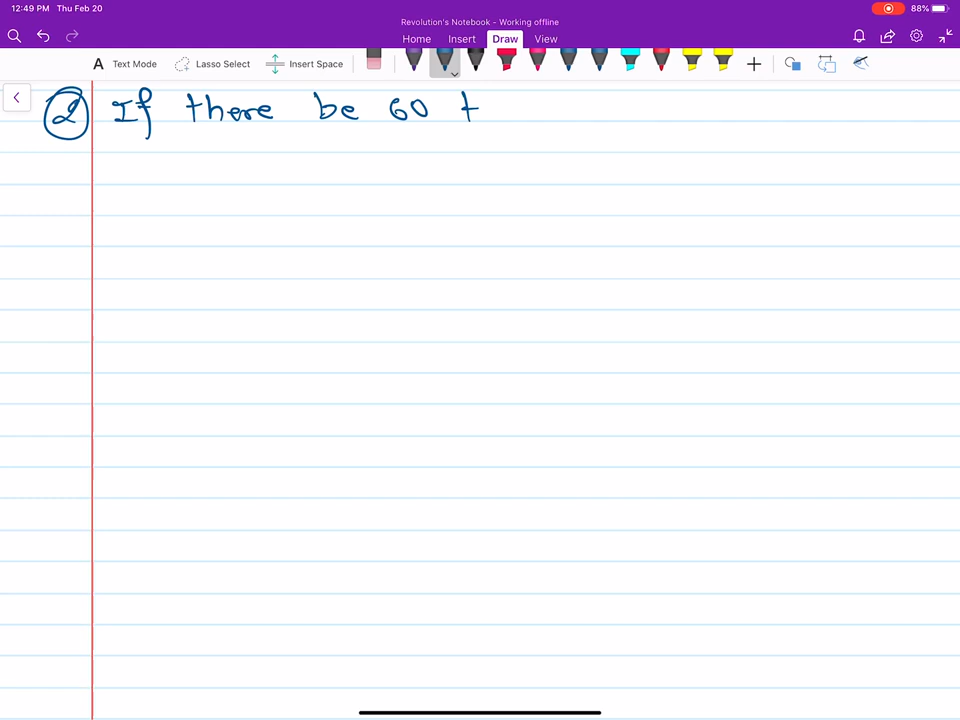 12:49 PM Thu Feb 20
88%
Revolution's Notebook - Working offline
Home Insert Draw View
A Text Mode Lasso Select Insert Space
2 If there be 60 t